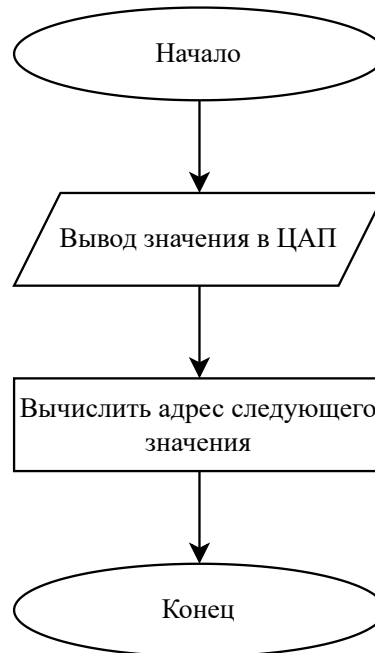 Начало
Вывод значения в ЦАП
Вычислить адрес следующего
значения
Конец